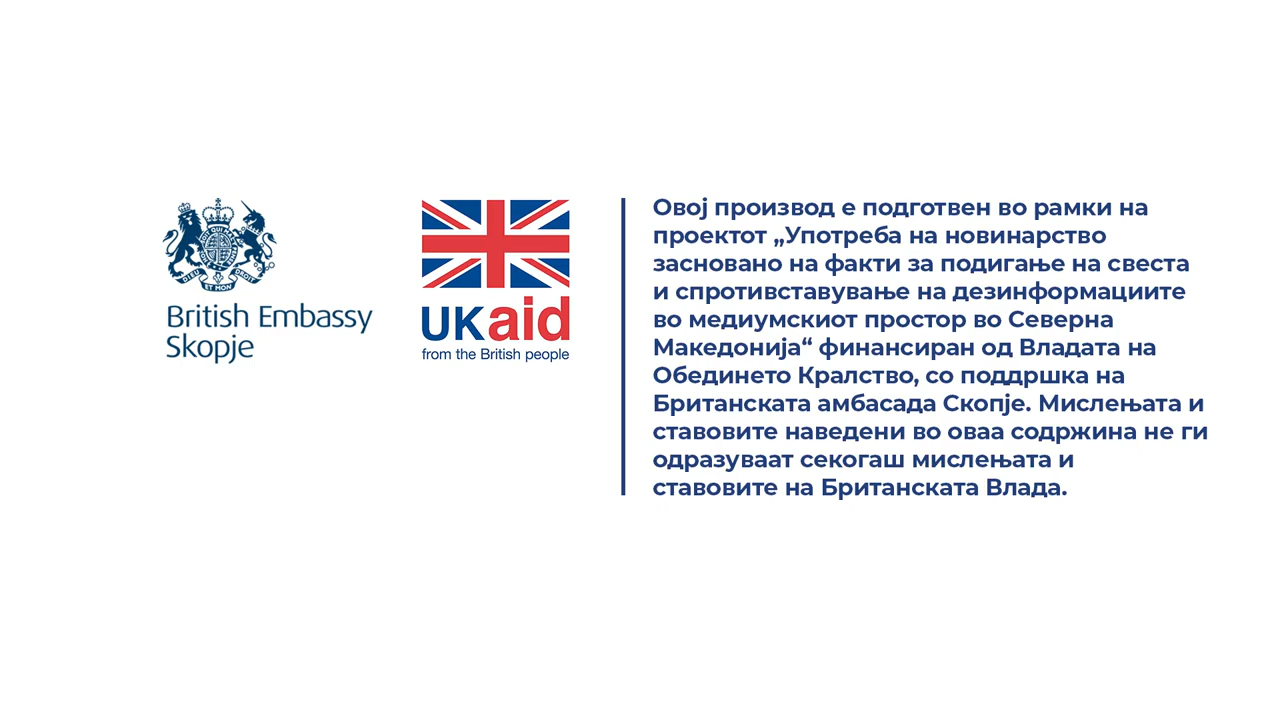 British Embassy
Skopje
UKaid
from the British people
Овој производ е подготвен во рамки на
проектот „Употреба на новинарство
засновано на факти за подигање на свеста
и спротивставување на дезинформациите
во медиумскиот простор во Северна
Македонија“ финансиран од Владата на
Обединето Кралство, со поддршка на
Британската амбасада Скопје. Мислењата и
ставовите наведени во оваа содржина не ги
одразуваат секогаш мислењата и
ставовите на Британската Влада.